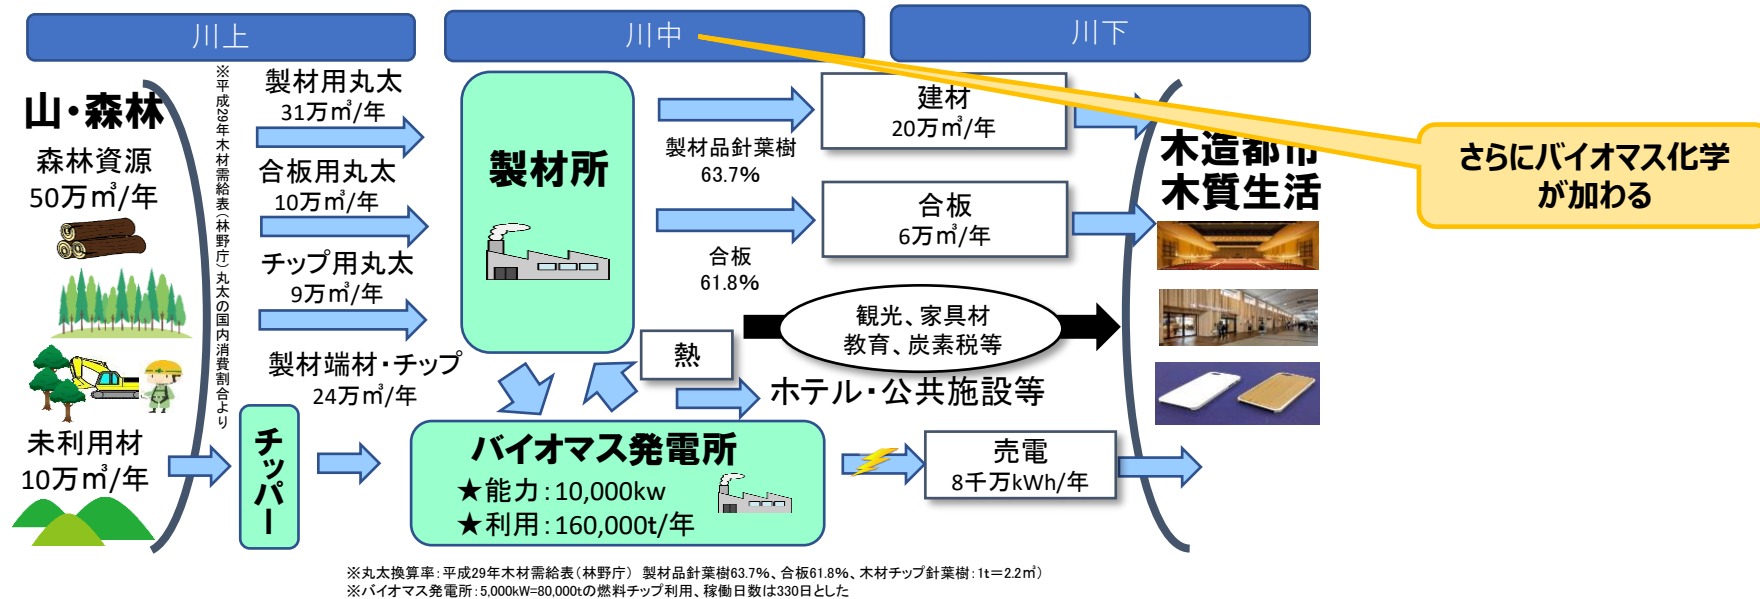 川上
川中
川下
山・森林
森林資源
50万㎥/年
未利用材
10万㎥/年
※平成29年木材需給表(林野庁)丸太の国内消費割合より
製材用丸太
31万㎥/年
合板用丸太
10万㎥/年
チップ用丸太
9万㎥/年
製材端材・チップ
24万㎥/年
チッパー
製材所
製材品針葉樹
63.7%
合板
61.8%
建材
20万㎥/年
合板
6万㎥/年
観光、家具材
教育、炭素税等
熱
ホテル・公共施設等
バイオマス発電所
★能力：10,000kw
★利用：160,000t/年
売電
8千万kWh/年
木造都市
木質生活
さらにバイオマス化学
が加わる
※丸太換算率：平成29年木材需給表(林野庁) 製材品針葉樹63.7%、合板61.8%、木材チップ針葉樹：1t＝2.2㎥）
※バイオマス発電所：5,000kW=80,000tの燃料チップ利用、稼働日数は330日とした